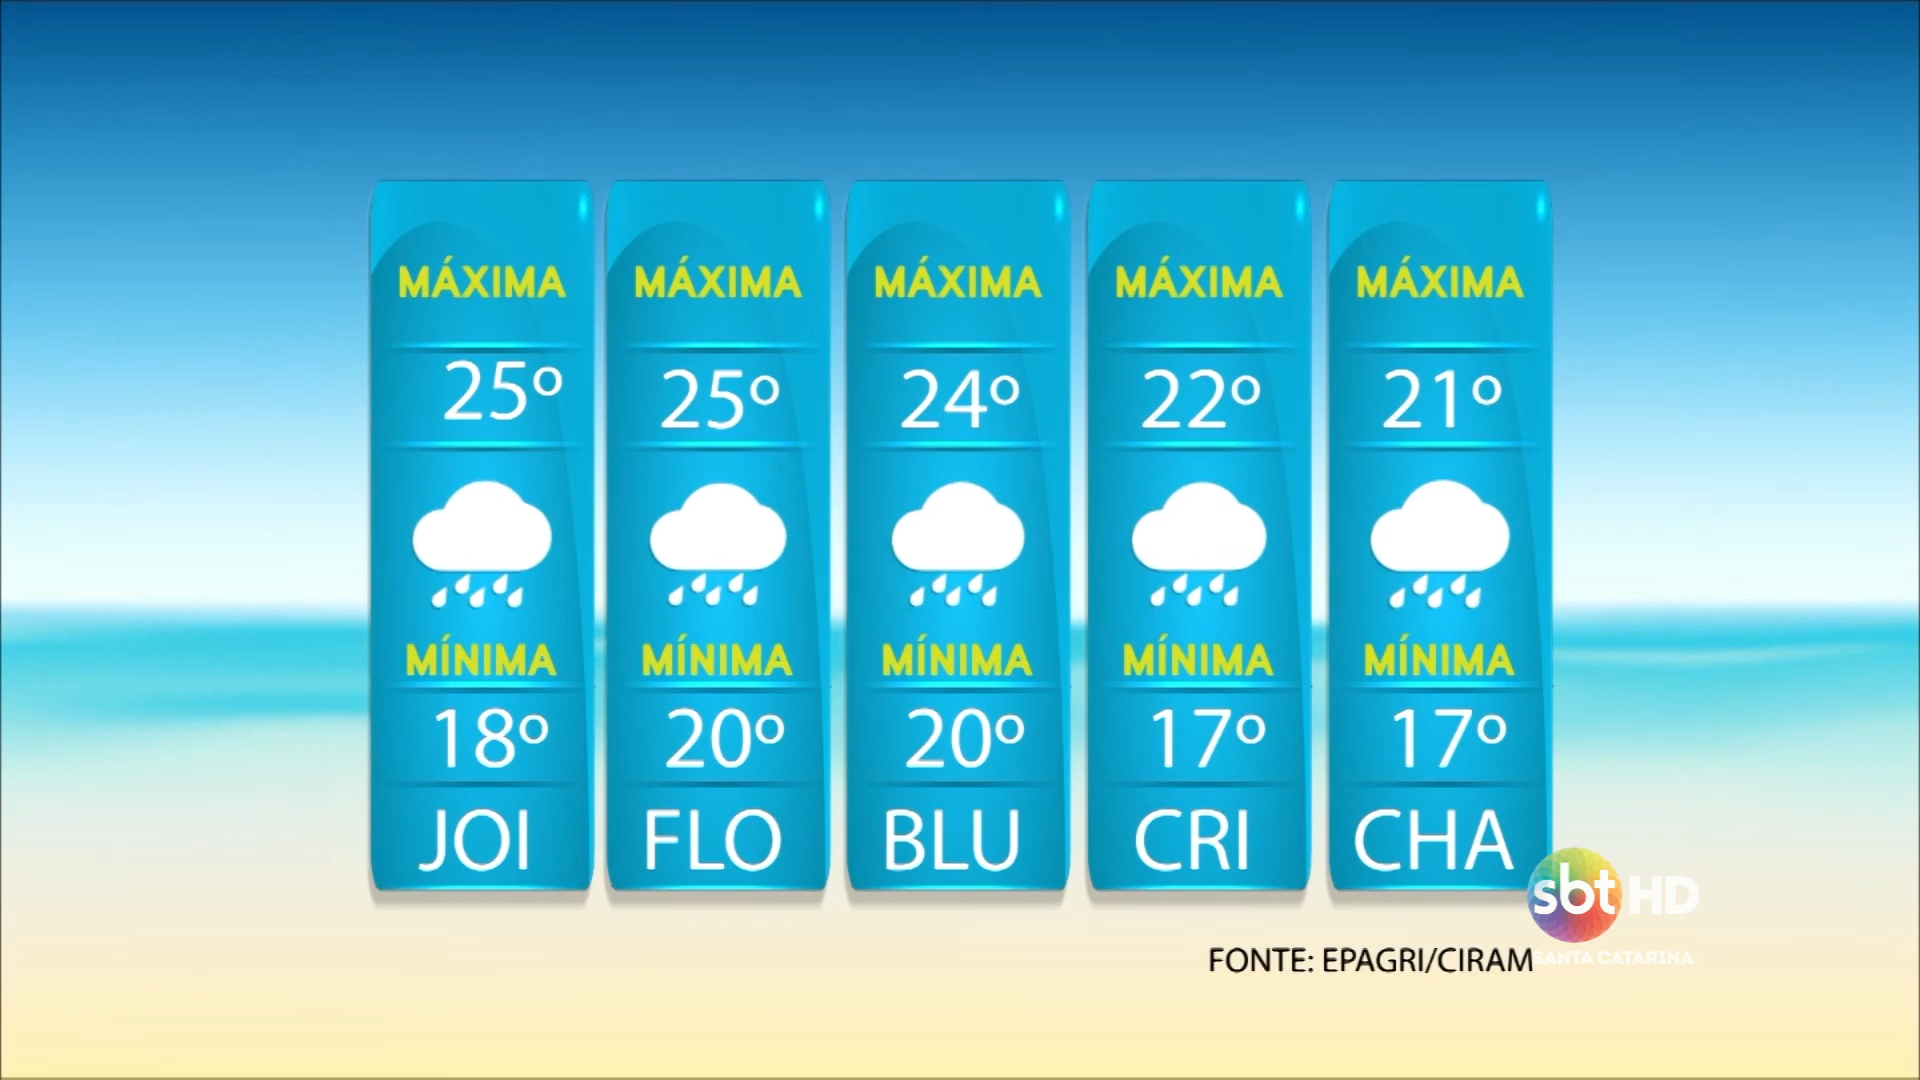 MÁXIMA MÁXIMA MÁXIMA MÁXIMA MÁXIMA
25º 25º 24º 22º 21º
MÍNIMA MÍNIMA MÍNIMA MÍNIMA MÍNIMA
18º 20º 20º 17º 17º
JOI FLO BLU CRI CHA
sbt HD
SANTA CATARINA
FONTE: EPAGRI/CIRAM